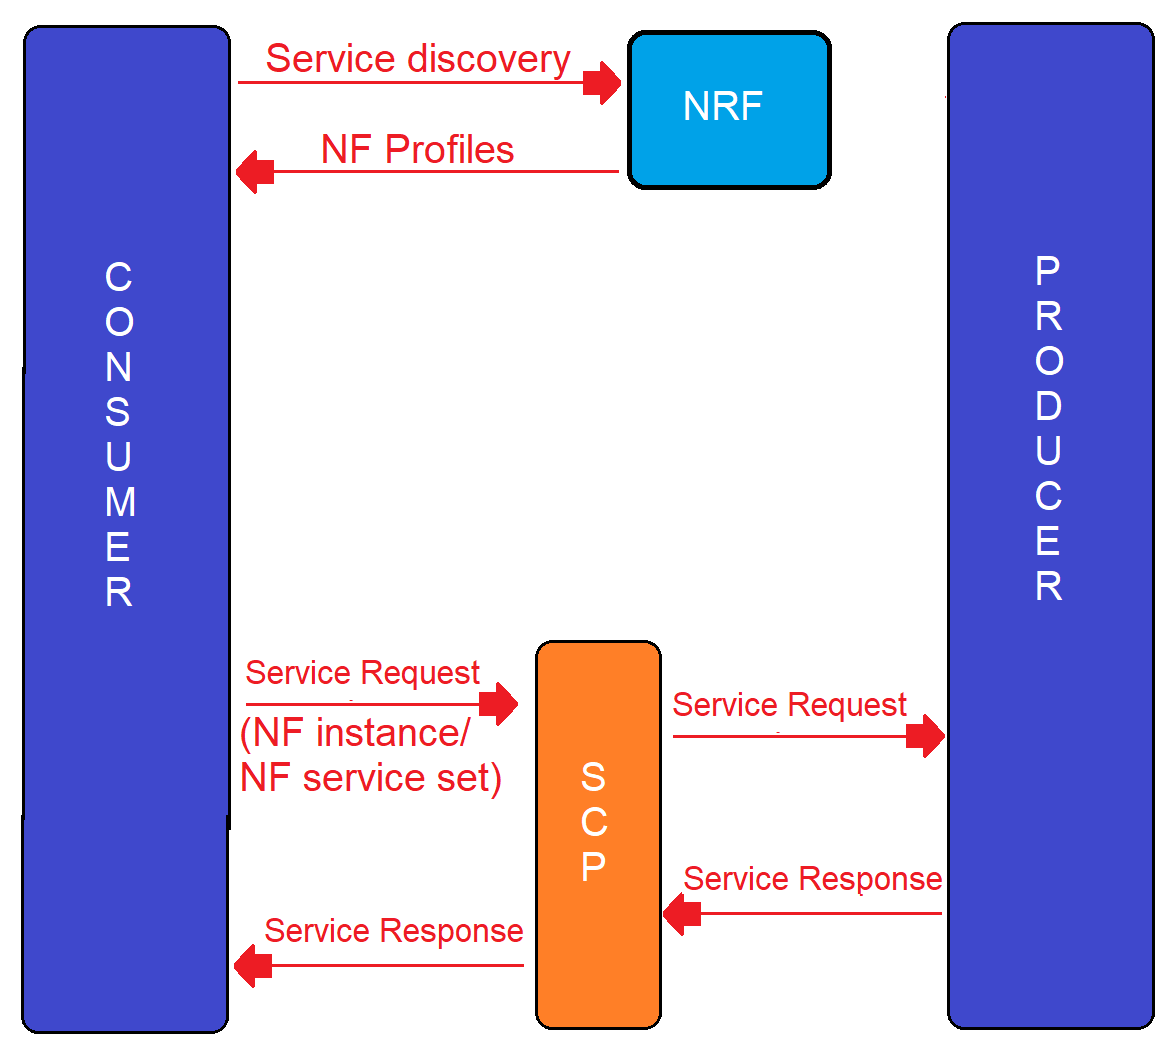 Service discovery
NRF
NF Profiles
C
O
N
S
U
M
E
R
P
R
O
D
U
C
E
R
Service Request
(NF instance/
NF service set)
S
C
P
Service Request
Service Response
Service Response